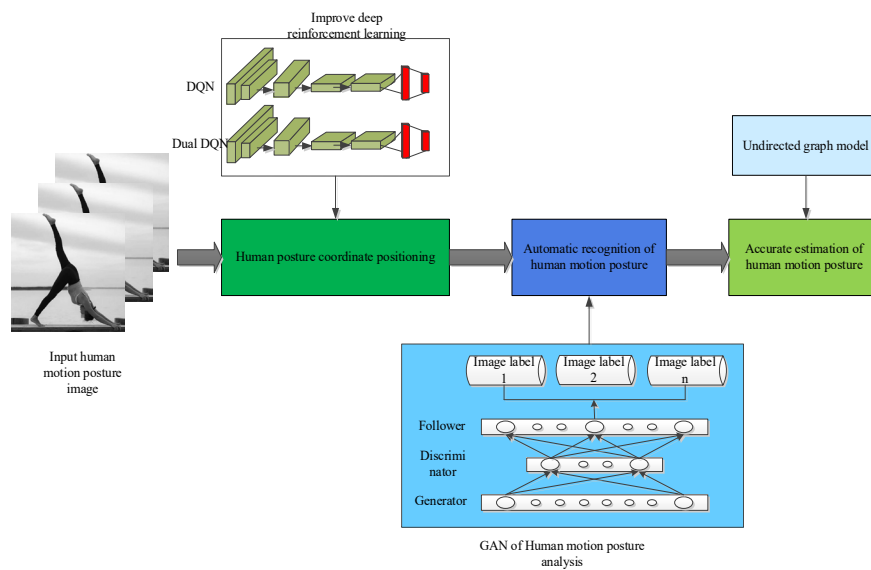 Improve deep
reinforcement learning
DQN
Dual DQN
Undirected graph model
Human posture coordinate positioning
Automatic recognition of
human motion posture
Accurate estimation of
human motion posture
Input human
motion posture
image
Image label
1
Image label
2
Image label
n
Follower
Discrimi
nator
Generator
GAN of Human motion posture
analysis